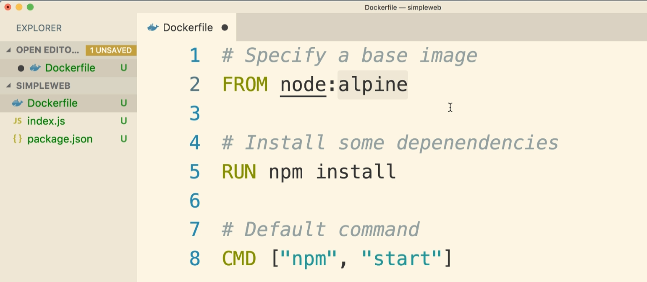 Dockerfile — simpleweb
EXPLORER
OPEN EDITO... 1 UNSAVED
Dockerfile U
SIMPLEWEB
Dockerfile U
JS index.js U
{ } package.json U
Dockerfile
1 # Specify a base image
2 FROM node:alpine
3
4 # Install some depenendencies
5 RUN npm install
6
7 # Default command
8 CMD ["npm", "start"]